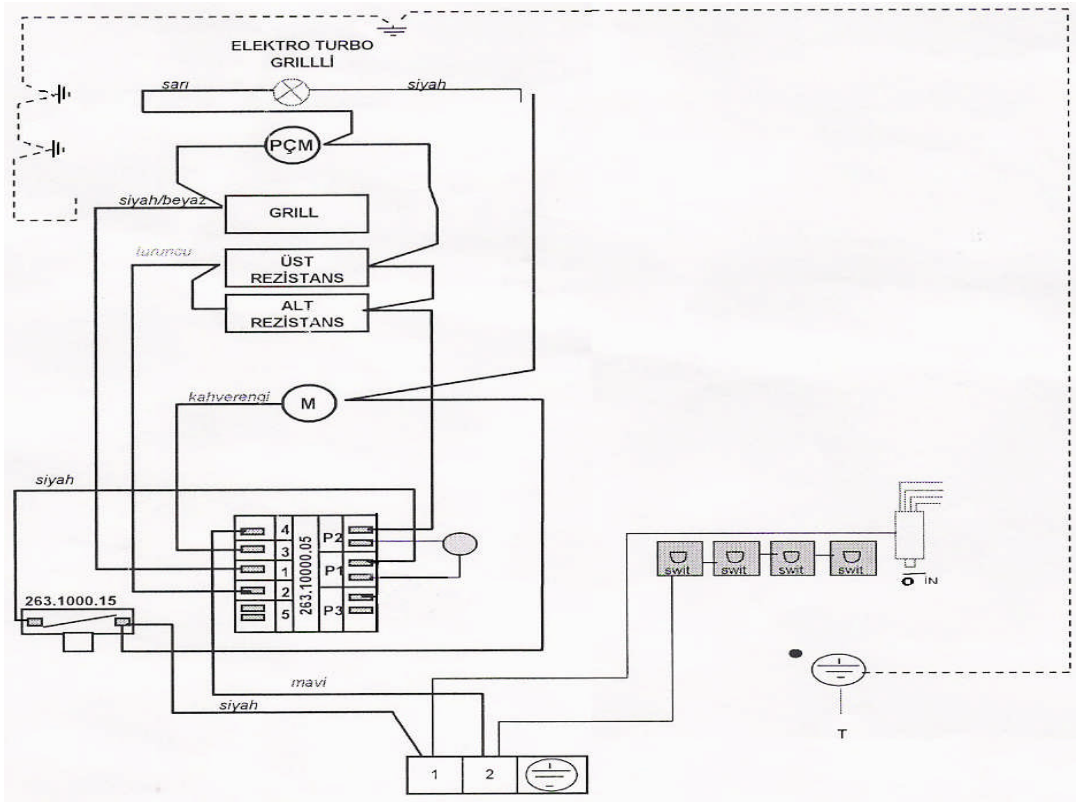 ELEKTRO TURBO
GRILLLİ
sarı
siyah
PÇM
siyah/beyaz
GRILL
turuncu
ÜST
REZİSTANS
ALT
REZİSTANS
kahverengi
M
siyah
4
3
1
2
5
263.10000.05
P2
P1
P3
263.1000.15
swit
swit
swit
swit
IN
mavi
siyah
T
1
2